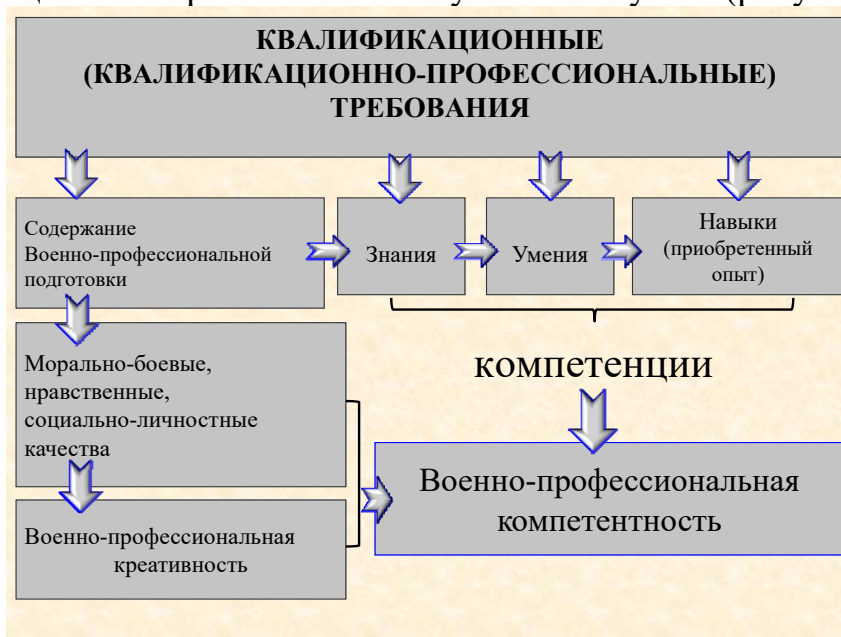 КВАЛИФИКАЦИОННЫЕ
(КВАЛИФИКАЦИОННО-ПРОФЕССИОНАЛЬНЫЕ)
ТРЕБОВАНИЯ
Содержание
Военно-профессиональной
подготовки
Знания
Умения
Навыки
(приобретенный
опыт)
компетенции
Морально-боевые,
нравственные,
социально-личностные
качества
Военно-профессиональная
компетентность
Военно-профессиональная
креативность